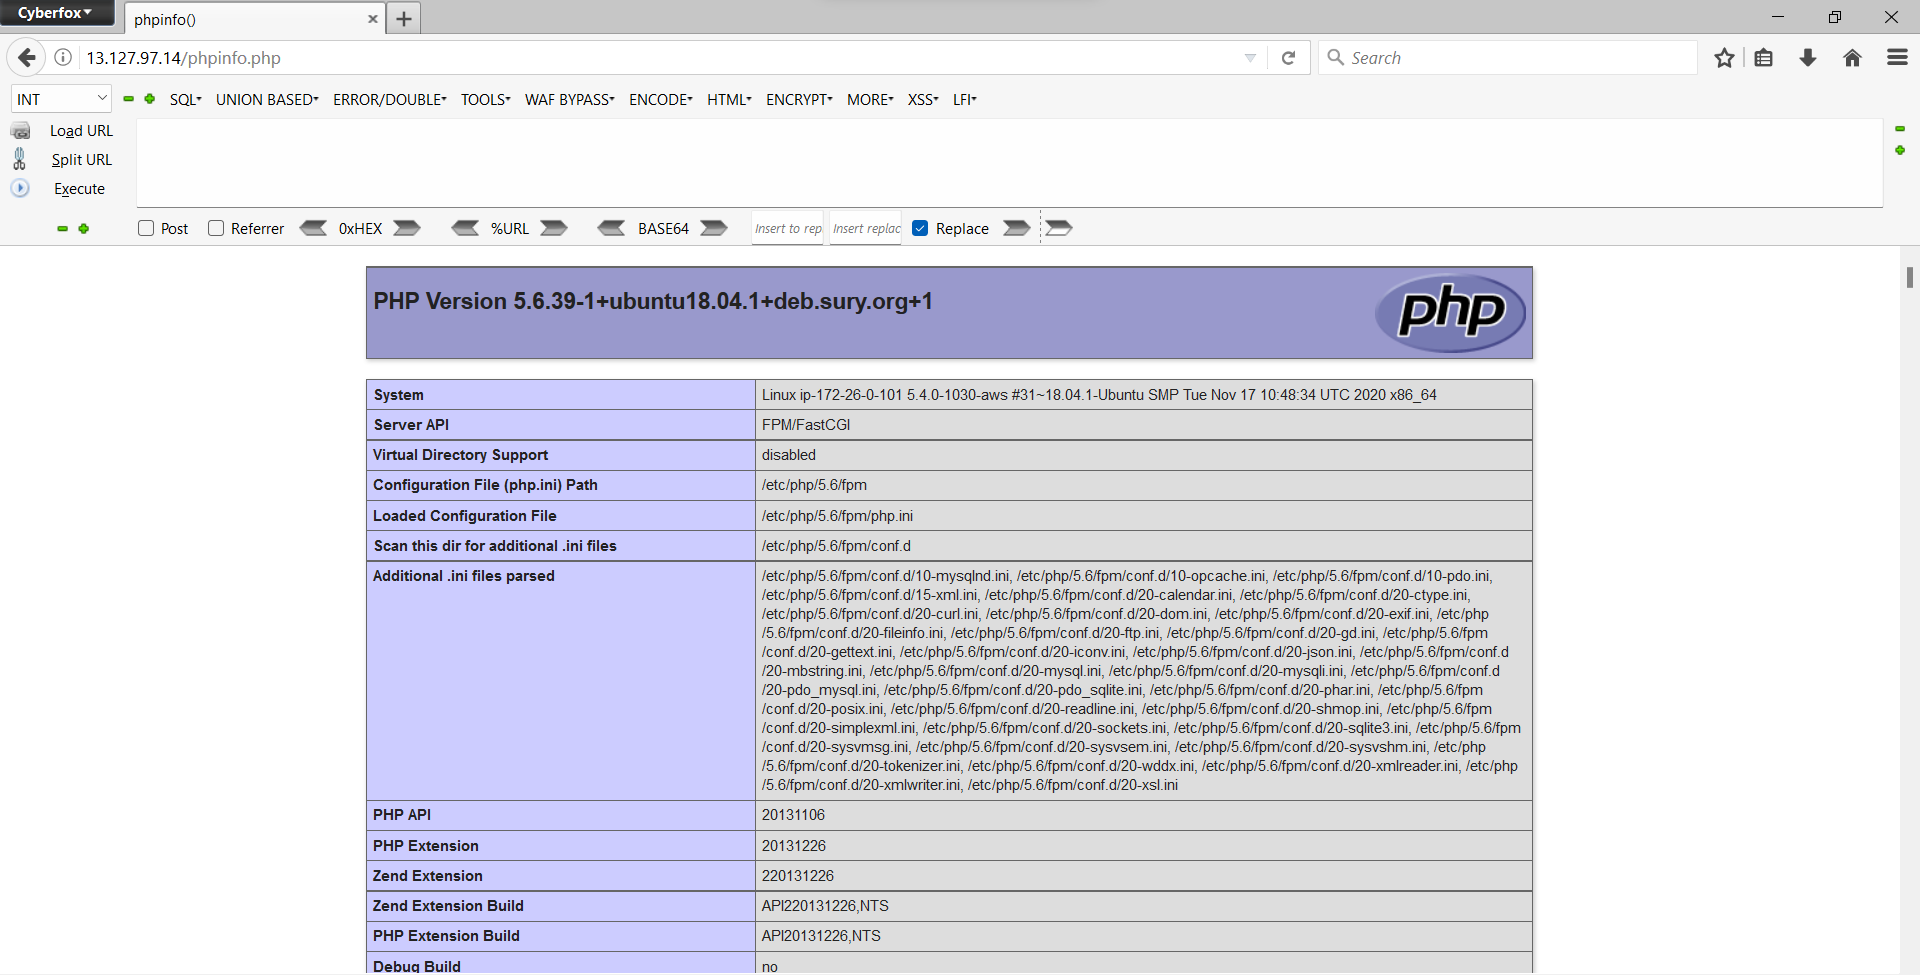 Cyberfox
phpinfo()
13.127.97.14/phpinfo.php
Search
INT
SQL UNION BASED ERROR/DOUBLE TOOLS WAF BYPASS ENCODE HTML ENCRYPT MORE XSS LFI
Load URL
Split URL
Execute
Post Referrer 0xHEX %URL BASE64 Insert to rep Insert replac Replace
PHP Version 5.6.39-1+ubuntu18.04.1+deb.sury.org+1
php
System Linux ip-172-26-0-101 5.4.0-1030-aws #31~18.04.1-Ubuntu SMP Tue Nov 17 10:48:34 UTC 2020 x86_64
Server API FPM/FastCGI
Virtual Directory Support disabled
Configuration File (php.ini) Path /etc/php/5.6/fpm
Loaded Configuration File /etc/php/5.6/fpm/php.ini
Scan this dir for additional .ini files /etc/php/5.6/fpm/conf.d
Additional .ini files parsed /etc/php/5.6/fpm/conf.d/10-mysqlnd.ini, /etc/php/5.6/fpm/conf.d/10-opcache.ini, /etc/php/5.6/fpm/conf.d/10-pdo.ini,
/etc/php/5.6/fpm/conf.d/15-xml.ini, /etc/php/5.6/fpm/conf.d/20-calendar.ini, /etc/php/5.6/fpm/conf.d/20-ctype.ini,
/etc/php/5.6/fpm/conf.d/20-curl.ini, /etc/php/5.6/fpm/conf.d/20-dom.ini, /etc/php/5.6/fpm/conf.d/20-exif.ini, /etc/php
/5.6/fpm/conf.d/20-fileinfo.ini, /etc/php/5.6/fpm/conf.d/20-ftp.ini, /etc/php/5.6/fpm/conf.d/20-gd.ini, /etc/php/5.6/fpm
/conf.d/20-gettext.ini, /etc/php/5.6/fpm/conf.d/20-iconv.ini, /etc/php/5.6/fpm/conf.d/20-json.ini, /etc/php/5.6/fpm/conf.d
/20-mbstring.ini, /etc/php/5.6/fpm/conf.d/20-mysql.ini, /etc/php/5.6/fpm/conf.d/20-mysqli.ini, /etc/php/5.6/fpm/conf.d
/20-pdo_mysql.ini, /etc/php/5.6/fpm/conf.d/20-pdo_sqlite.ini, /etc/php/5.6/fpm/conf.d/20-phar.ini, /etc/php/5.6/fpm
/conf.d/20-posix.ini, /etc/php/5.6/fpm/conf.d/20-readline.ini, /etc/php/5.6/fpm/conf.d/20-shmop.ini, /etc/php/5.6/fpm
/conf.d/20-simplexml.ini, /etc/php/5.6/fpm/conf.d/20-sockets.ini, /etc/php/5.6/fpm/conf.d/20-sqlite3.ini, /etc/php/5.6/fpm
/conf.d/20-sysvmsg.ini, /etc/php/5.6/fpm/conf.d/20-sysvsem.ini, /etc/php/5.6/fpm/conf.d/20-sysvshm.ini, /etc/php
/5.6/fpm/conf.d/20-tokenizer.ini, /etc/php/5.6/fpm/conf.d/20-wddx.ini, /etc/php/5.6/fpm/conf.d/20-xmlreader.ini, /etc/php
/5.6/fpm/conf.d/20-xmlwriter.ini, /etc/php/5.6/fpm/conf.d/20-xsl.ini
PHP API 20131106
PHP Extension 20131226
Zend Extension 220131226
Zend Extension Build API220131226,NTS
PHP Extension Build API20131226,NTS
Debug Build no